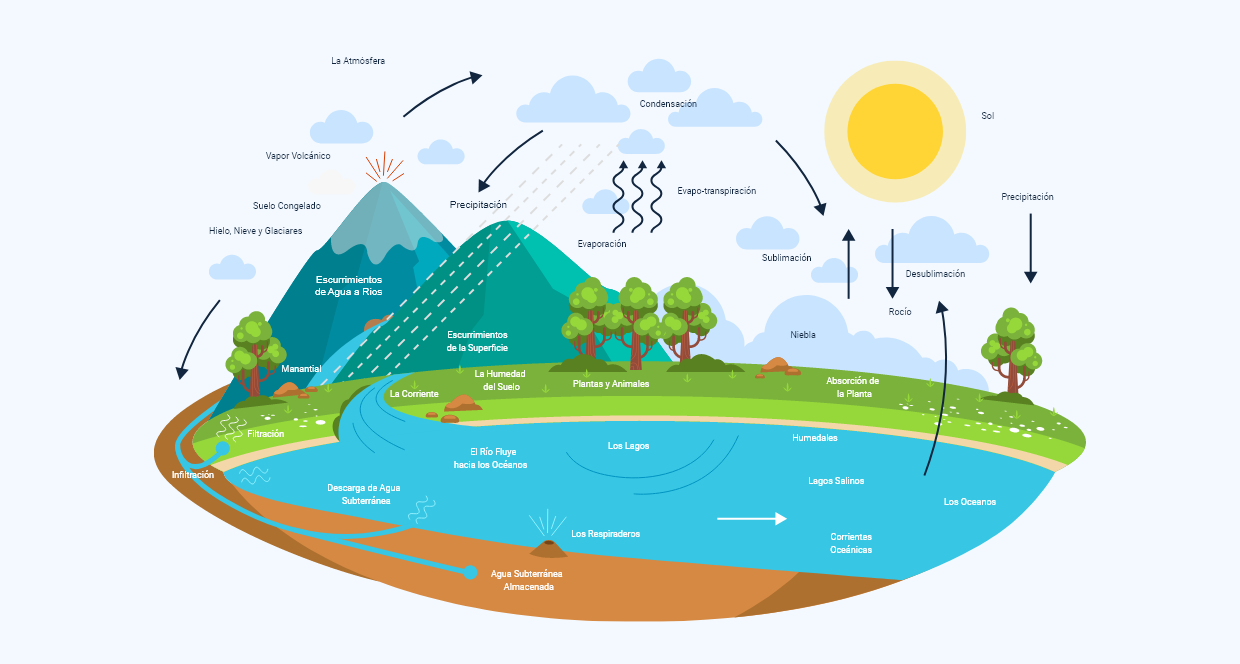 La Atmósfera
Condensación
Sol
Vapor Volcánico
Evapo-transpiración
Precipitación
Suelo Congelado
Precipitación
Hielo, Nieve y Glaciares
Evaporación
Sublimación
Desublimación
Escurrimientos
de Agua a Ríos
Rocío
Escurrimientos
de la Superficie
Niebla
Manantial
La Humedad
del Suelo
Plantas y Animales
Absorción de
la Planta
La Corriente
Filtración
Humedales
Los Lagos
El Río Fluye
hacia los Océanos
Infiltración
Lagos Salinos
Descarga de Agua
Subterránea
Los Oceanos
Los Respiraderos
Corrientes
Oceánicas
Agua Subterránea
Almacenada